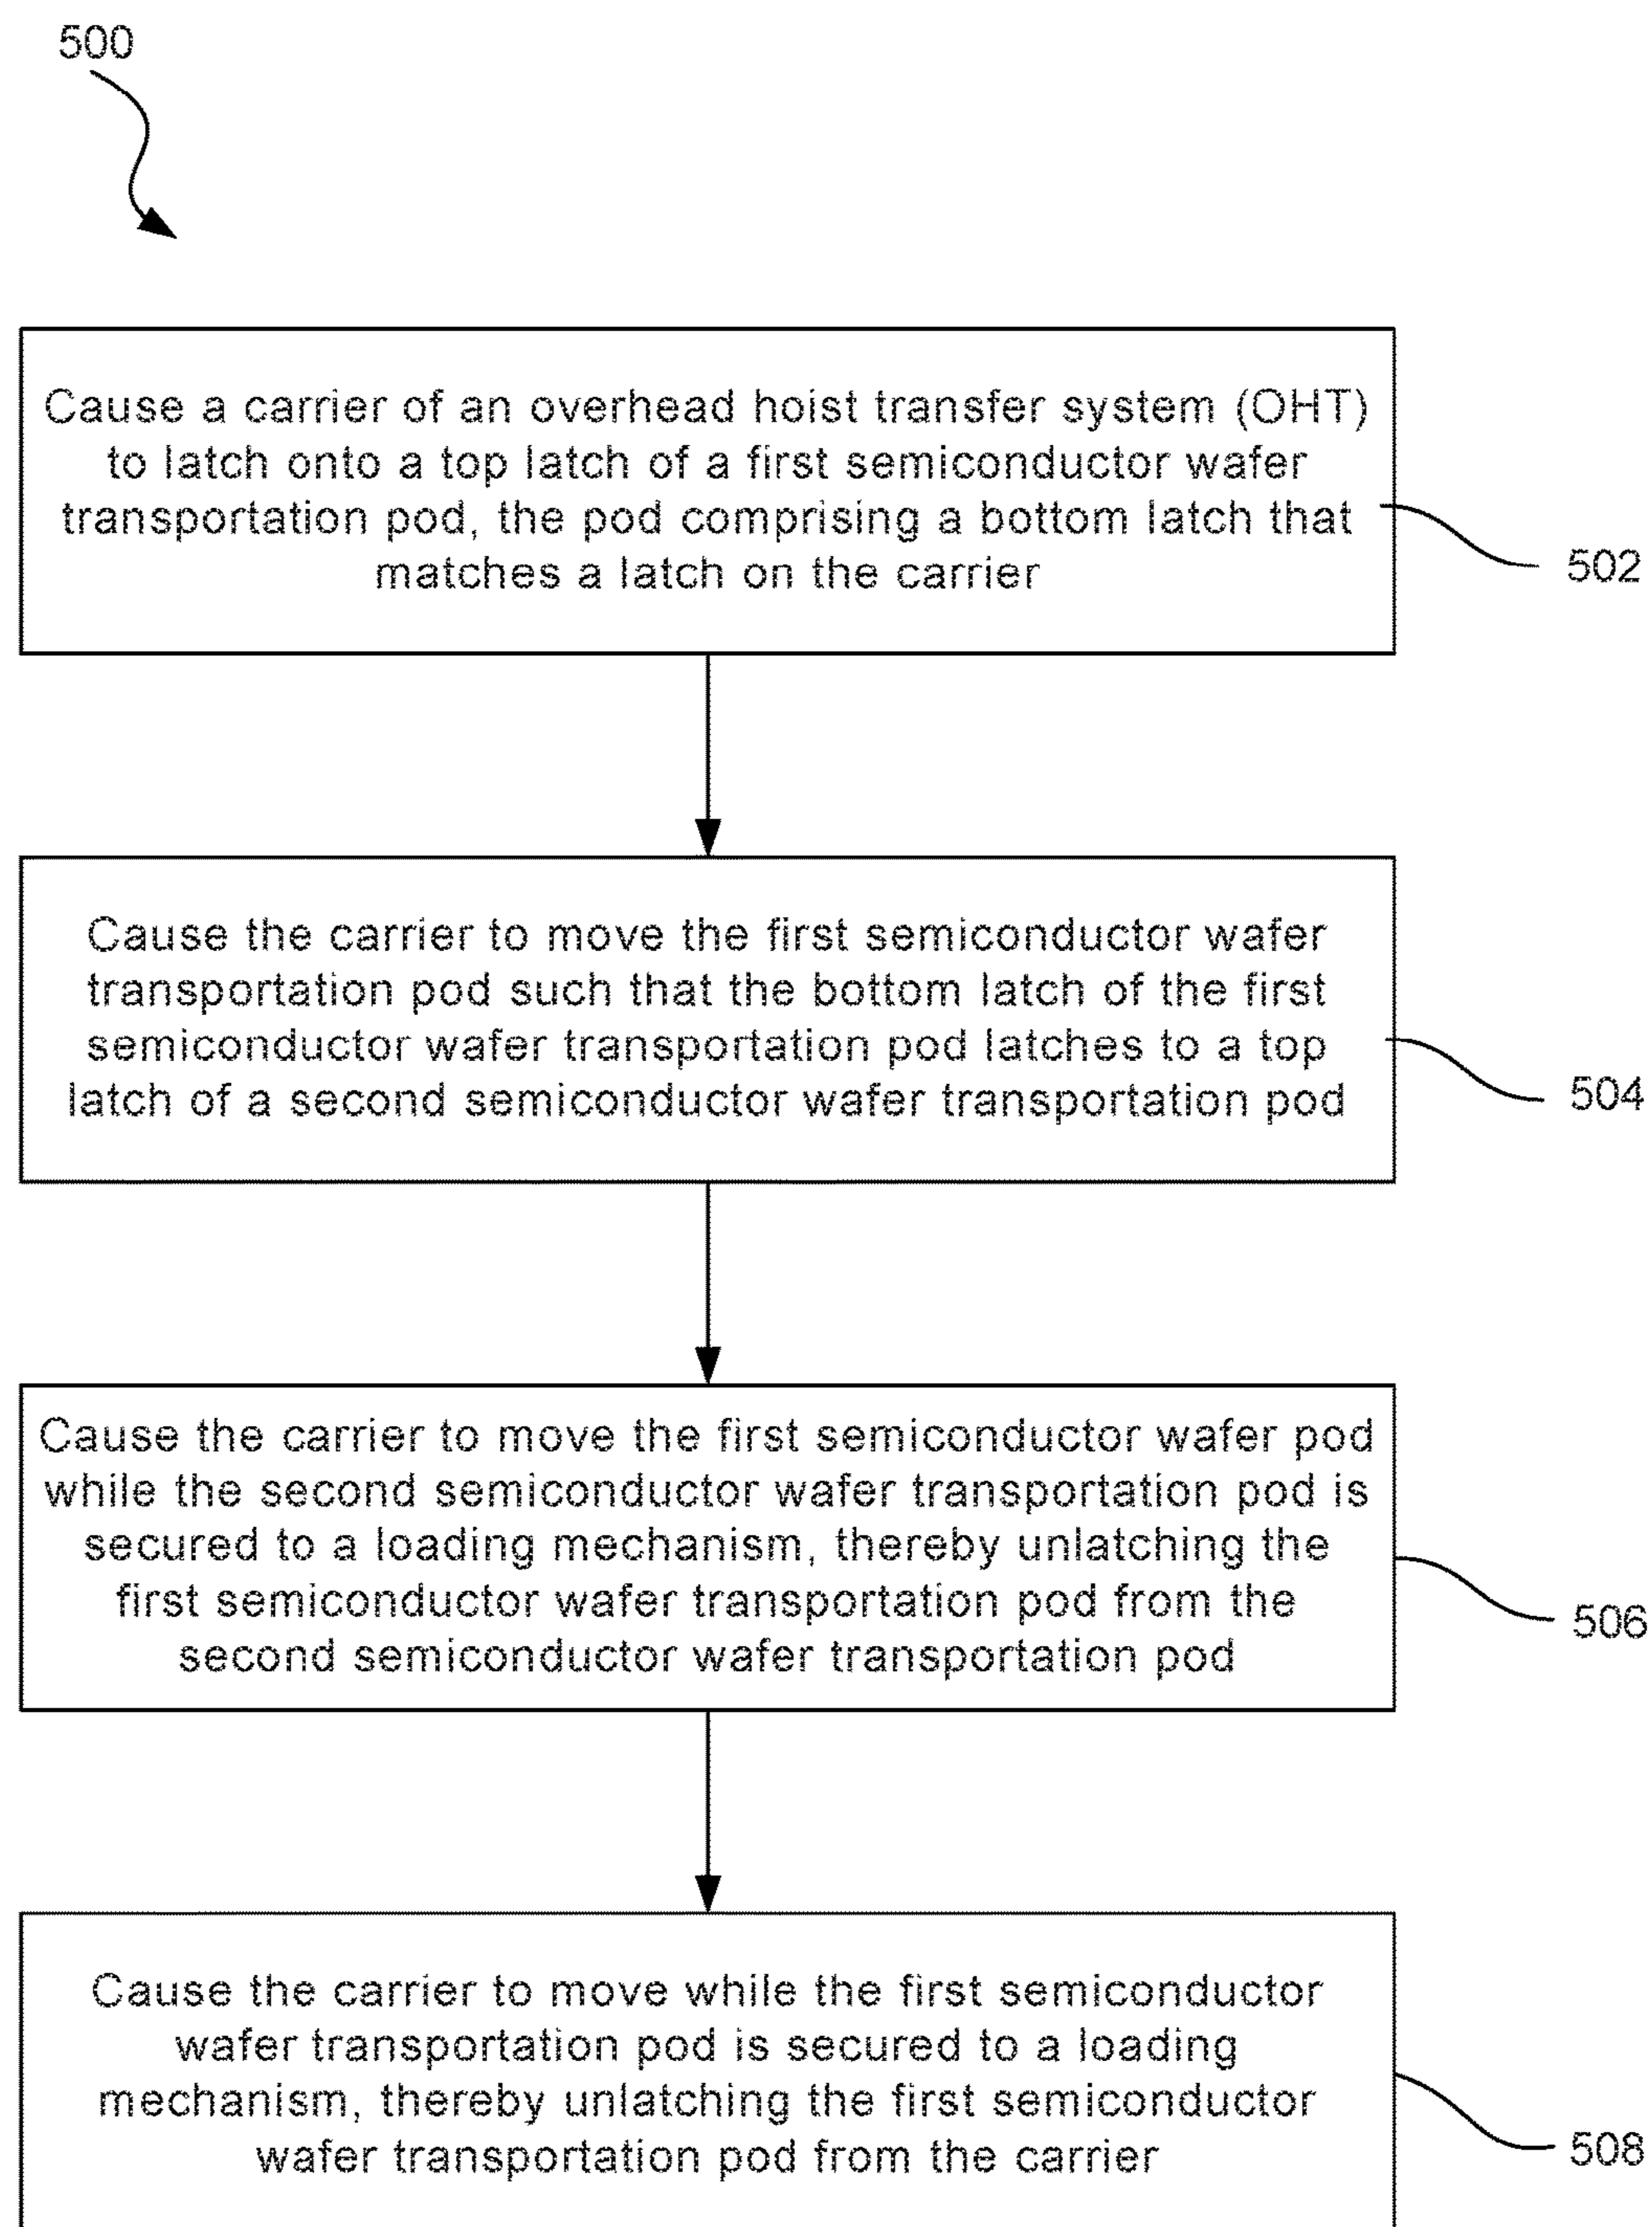 500
Cause a carrier of an overhead hoist transfer system (OHT)
to latch onto a top latch of a first semiconductor wafer
transportation pod, the pod comprising a bottom latch that
matches a latch on the carrier
502
Cause the carrier to move the first semiconductor wafer
transportation pod such that the bottom latch of the first
semiconductor wafer transportation pod latches to a top
latch of a second semiconductor wafer transportation pod
504
Cause the carrier to move the first semiconductor wafer pod
while the second semiconductor wafer transportation pod is
secured to a loading mechanism, thereby unlatching the
first semiconductor wafer transportation pod from the
second semiconductor wafer transportation pod
506
Cause the carrier to move while the first semiconductor
wafer transportation pod is secured to a loading
mechanism, thereby unlatching the first semiconductor
wafer transportation pod from the carrier
508